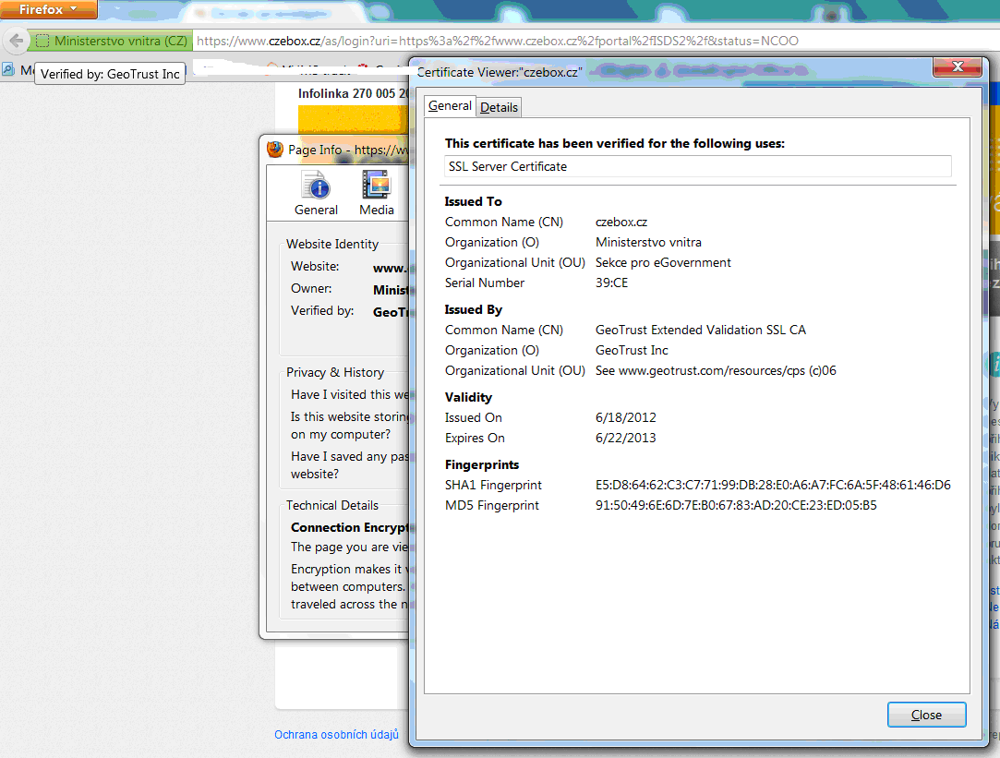 Firefox
Ministerstvo vnitra (CZ)
https://www.czebox.cz/as/login?uri=https%3a%2f%2fwww.czebox.cz%2fportal%2fISDS2%2f&status=NCOO
Verified by: GeoTrust Inc
Infolinka 270 005 20
Page Info - https://ww
General
Media
Website Identity
Website: www.
Owner: Minist
Verified by: GeoTr
Privacy & History
Have I visited this we
Is this website storing
on my computer?
Have I saved any pas
website?
Technical Details
Connection Encrypt
The page you are vie
Encryption makes it v
between computers.
traveled across the n
Ochrana osobních údajů
Certificate Viewer:"czebox.cz"
General Details
This certificate has been verified for the following uses:
SSL Server Certificate
Issued To
Common Name (CN) czebox.cz
Organization (O) Ministerstvo vnitra
Organizational Unit (OU) Sekce pro eGovernment
Serial Number 39:CE
Issued By
Common Name (CN) GeoTrust Extended Validation SSL CA
Organization (O) GeoTrust Inc
Organizational Unit (OU) See www.geotrust.com/resources/cps (c)06
Validity
Issued On 6/18/2012
Expires On 6/22/2013
Fingerprints
SHA1 Fingerprint E5:D8:64:62:C3:C7:71:99:DB:28:E0:A6:A7:FC:6A:5F:48:61:46:D6
MD5 Fingerprint 91:50:49:6E:6D:7E:B0:67:83:AD:20:CE:23:ED:05:B5
Close